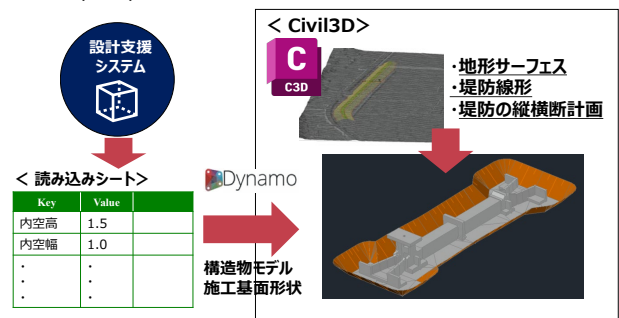 設計支援
システム
< 読み込みシート>
Key Value
内空高 1.5
内空幅 1.0
・ ・
・ ・
・ ・
Dynamo
構造物モデル
施工基面形状
< Civil3D>
C
C3D
・地形サーフェス
・堤防線形
・堤防の縦横断計画